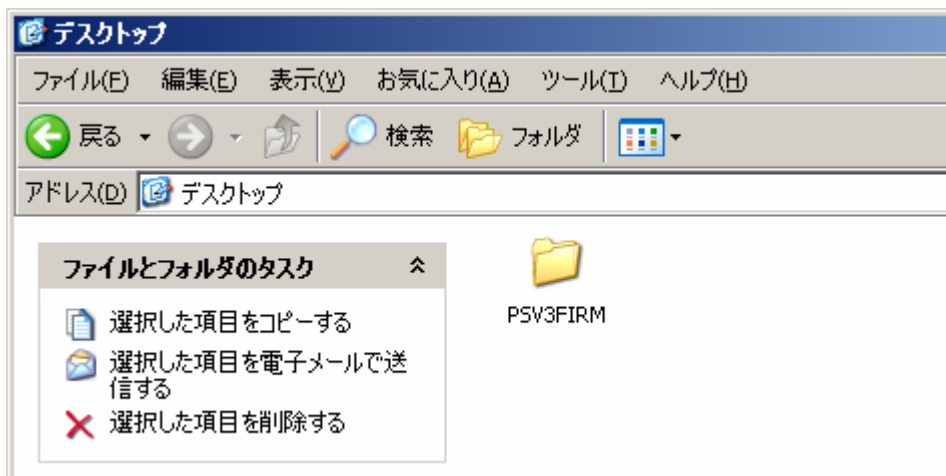 デスクトップ
ファイル(F) 編集(E) 表示(V) お気に入り(A) ツール(T) ヘルプ(H)
戻る 検索 フォルダ
アドレス(D) デスクトップ
ファイルとフォルダのタスク
選択した項目をコピーする
選択した項目を電子メールで送
信する
選択した項目を削除する
PSV3FIRM